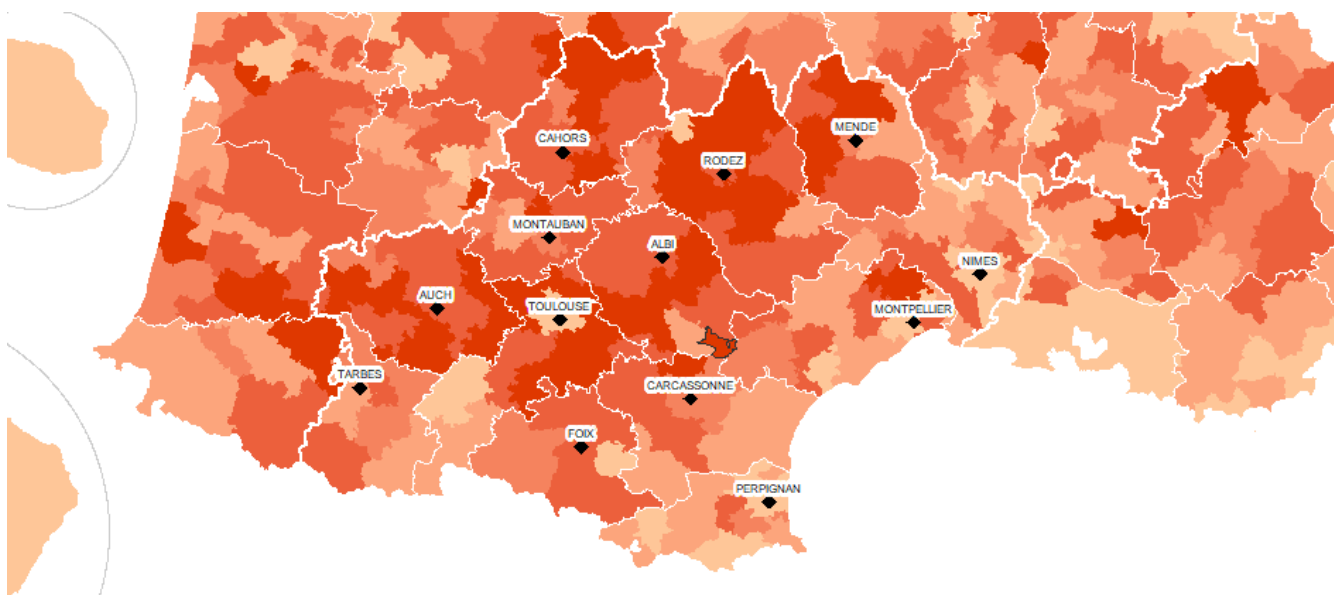 MENDE
CAHORS
RODEZ
MONTAUBAN
ALBI
NIMES
AUCH
TOULOUSE
MONTPELLIER
TARBES
CARCASSONNE
FOIX
PERPIGNAN